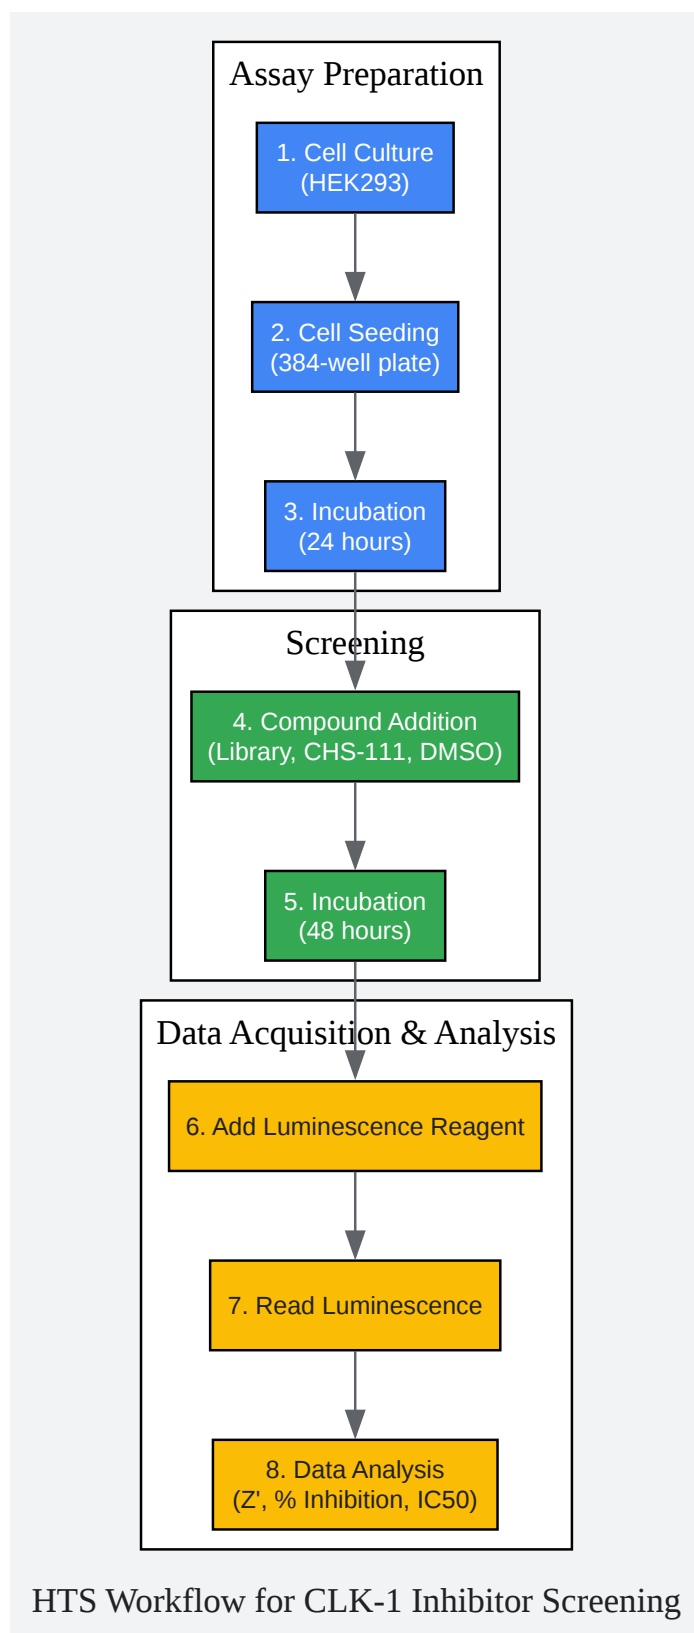 Assay Preparation
1. Cell Culture
(HEK293)
2. Cell Seeding
(384-well plate)
3. Incubation
(24 hours)
Screening
4. Compound Addition
(Library, CHS-111, DMSO)
5. Incubation
(48 hours)
Data Acquisition & Analysis
6. Add Luminescence Reagent
7. Read Luminescence
8. Data Analysis
(Z', % Inhibition, IC50)
HTS Workflow for CLK-1 Inhibitor Screening